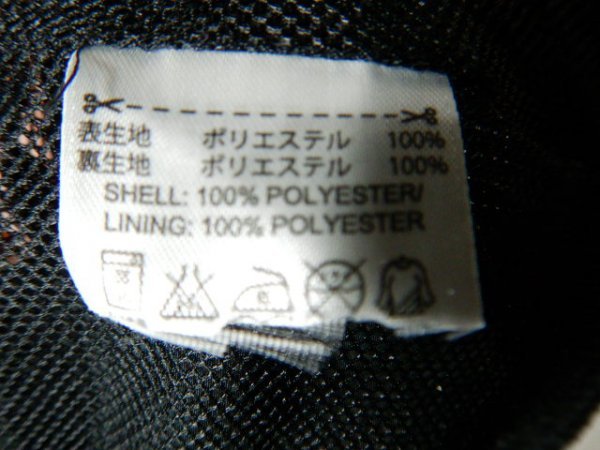 表生地 ポリエステル 100%
裏生地 ポリエステル 100%
SHELL: 100% POLYESTER/
LINING: 100% POLYESTER